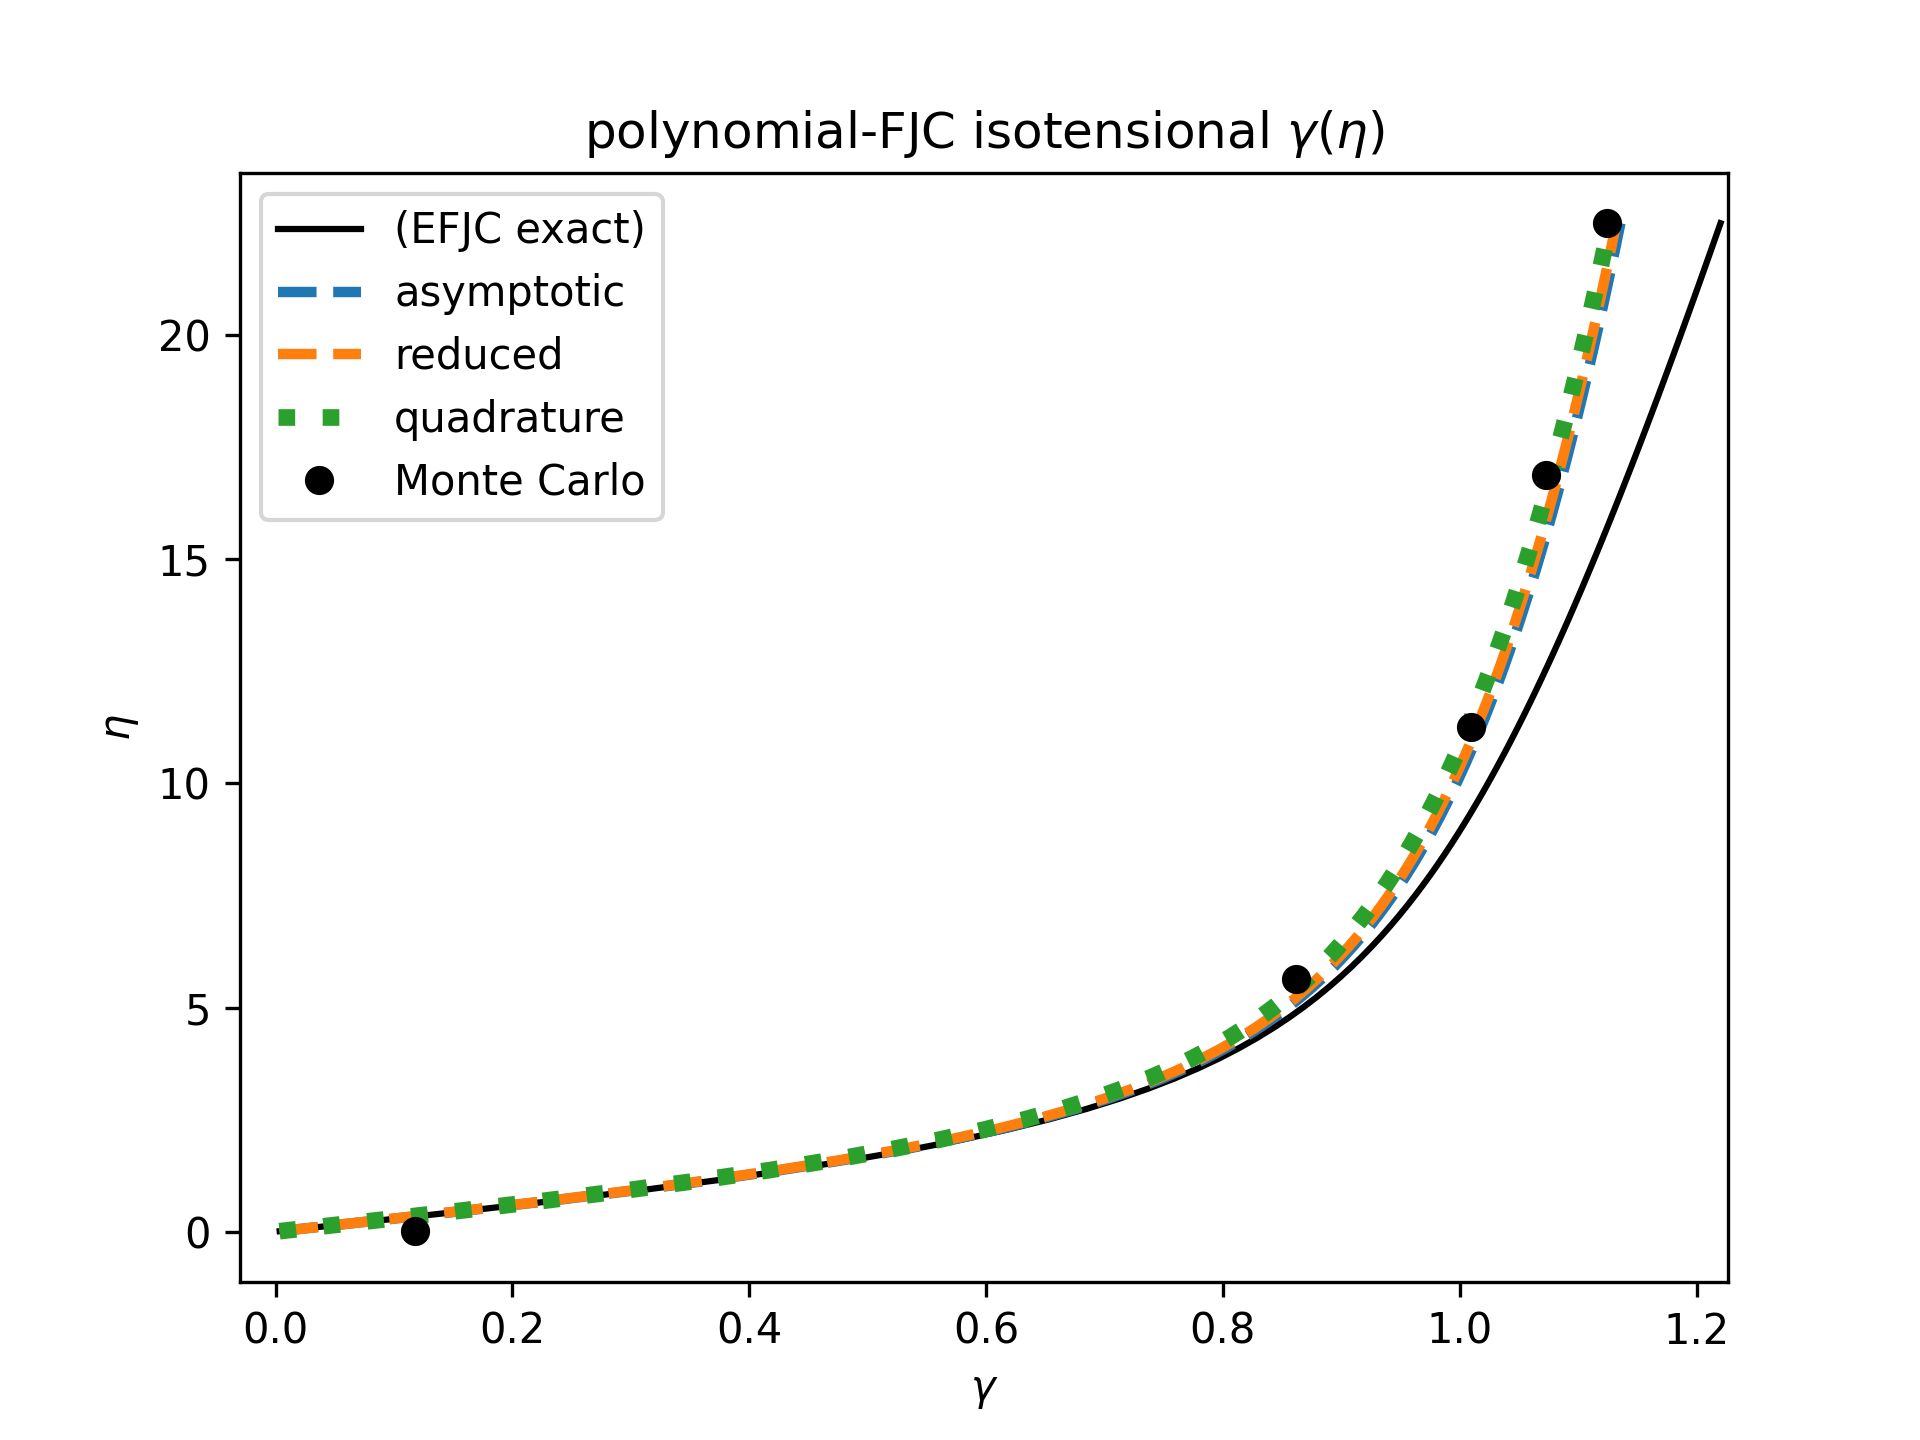 polynomial-FJC isotensional γ(η)
(EFJC exact)
asymptotic
reduced
quadrature
Monte Carlo
20
15
10
5
0
η
0.0 0.2 0.4 0.6 0.8 1.0 1.2
γ